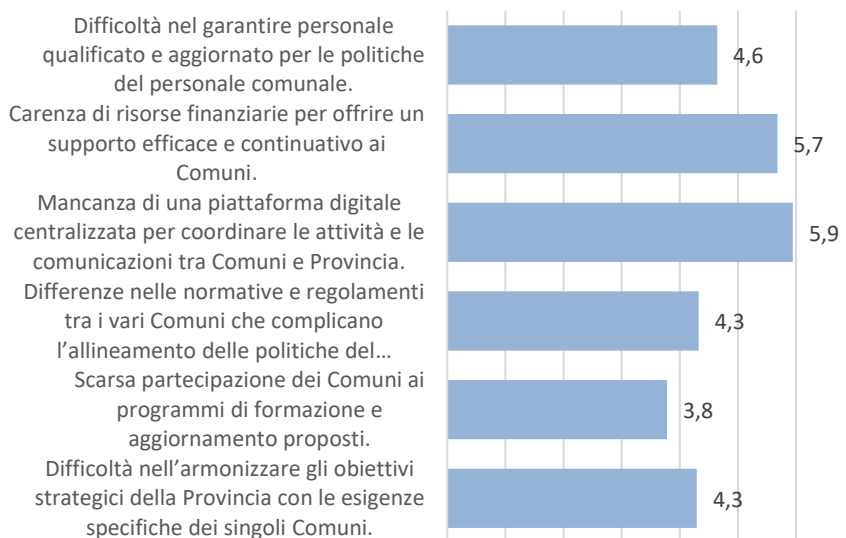 Difficoltà nel garantire personale
qualificato e aggiornato per le politiche
del personale comunale.
4,6
Carenza di risorse finanziarie per offrire un
supporto efficace e continuativo ai
Comuni.
5,7
Mancanza di una piattaforma digitale
centralizzata per coordinare le attività e le
comunicazioni tra Comuni e Provincia.
5,9
Differenze nelle normative e regolamenti
tra i vari Comuni che complicano
l’allineamento delle politiche del…
4,3
Scarsa partecipazione dei Comuni ai
programmi di formazione e
aggiornamento proposti.
3,8
Difficoltà nell’armonizzare gli obiettivi
strategici della Provincia con le esigenze
specifiche dei singoli Comuni.
4,3